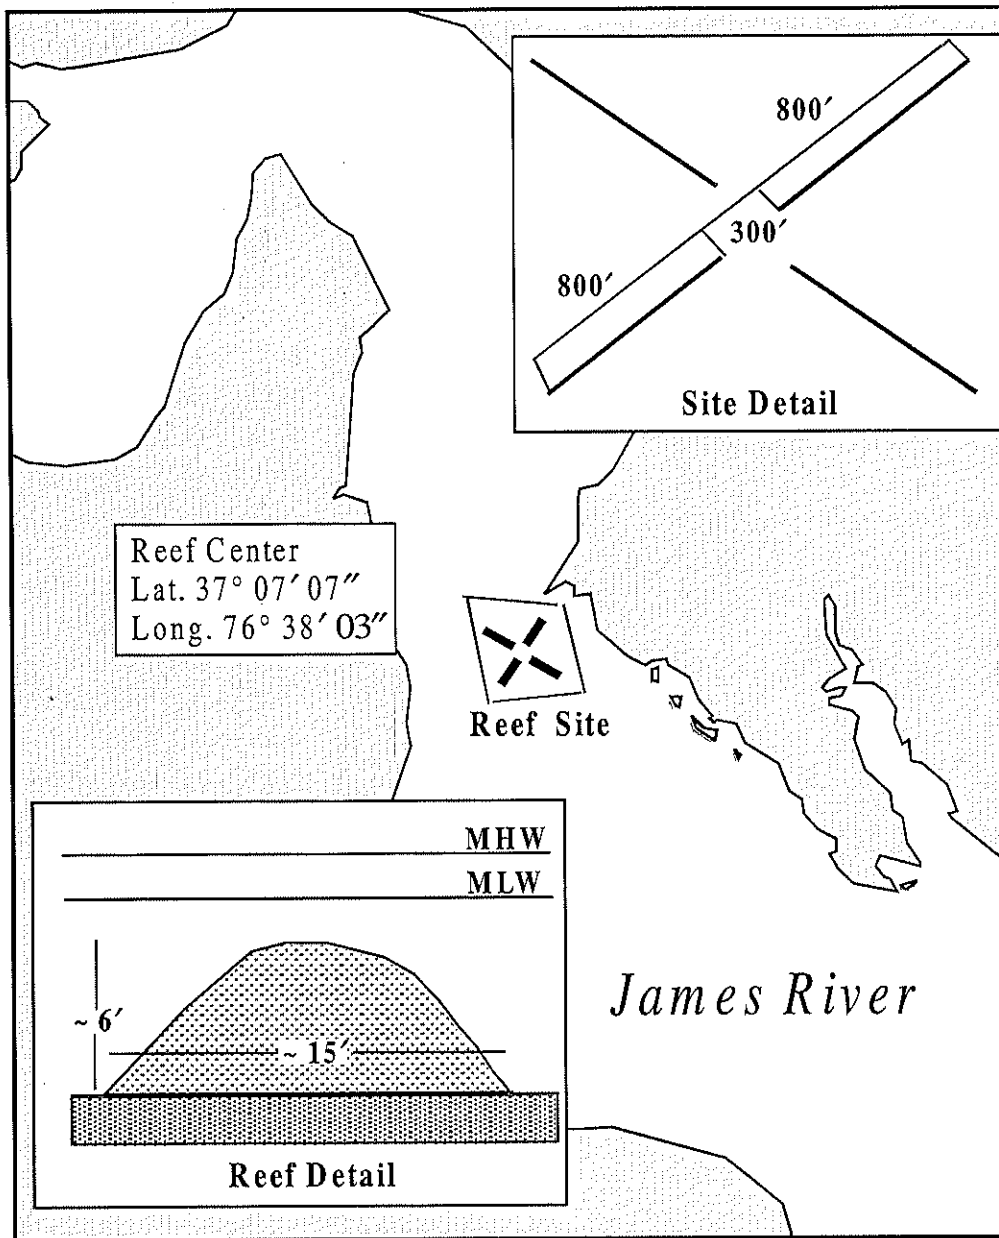 800′
300′
800′
Site Detail
Reef Center
Lat. 37° 07′ 07″
Long. 76° 38′ 03″
Reef Site
MHW
MLW
~ 6′
~ 15′
Reef Detail
James River